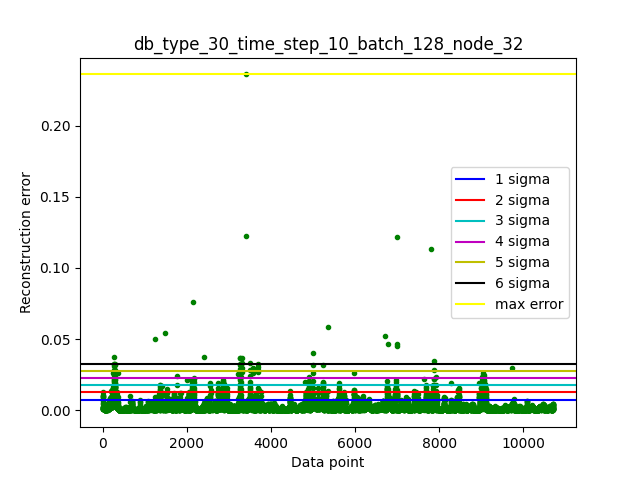 db_type_30_time_step_10_batch_128_node_32
Reconstruction error
0.20
0.15
0.10
0.05
0.00
1 sigma
2 sigma
3 sigma
4 sigma
5 sigma
6 sigma
max error
0 2000 4000 6000 8000 10000
Data point